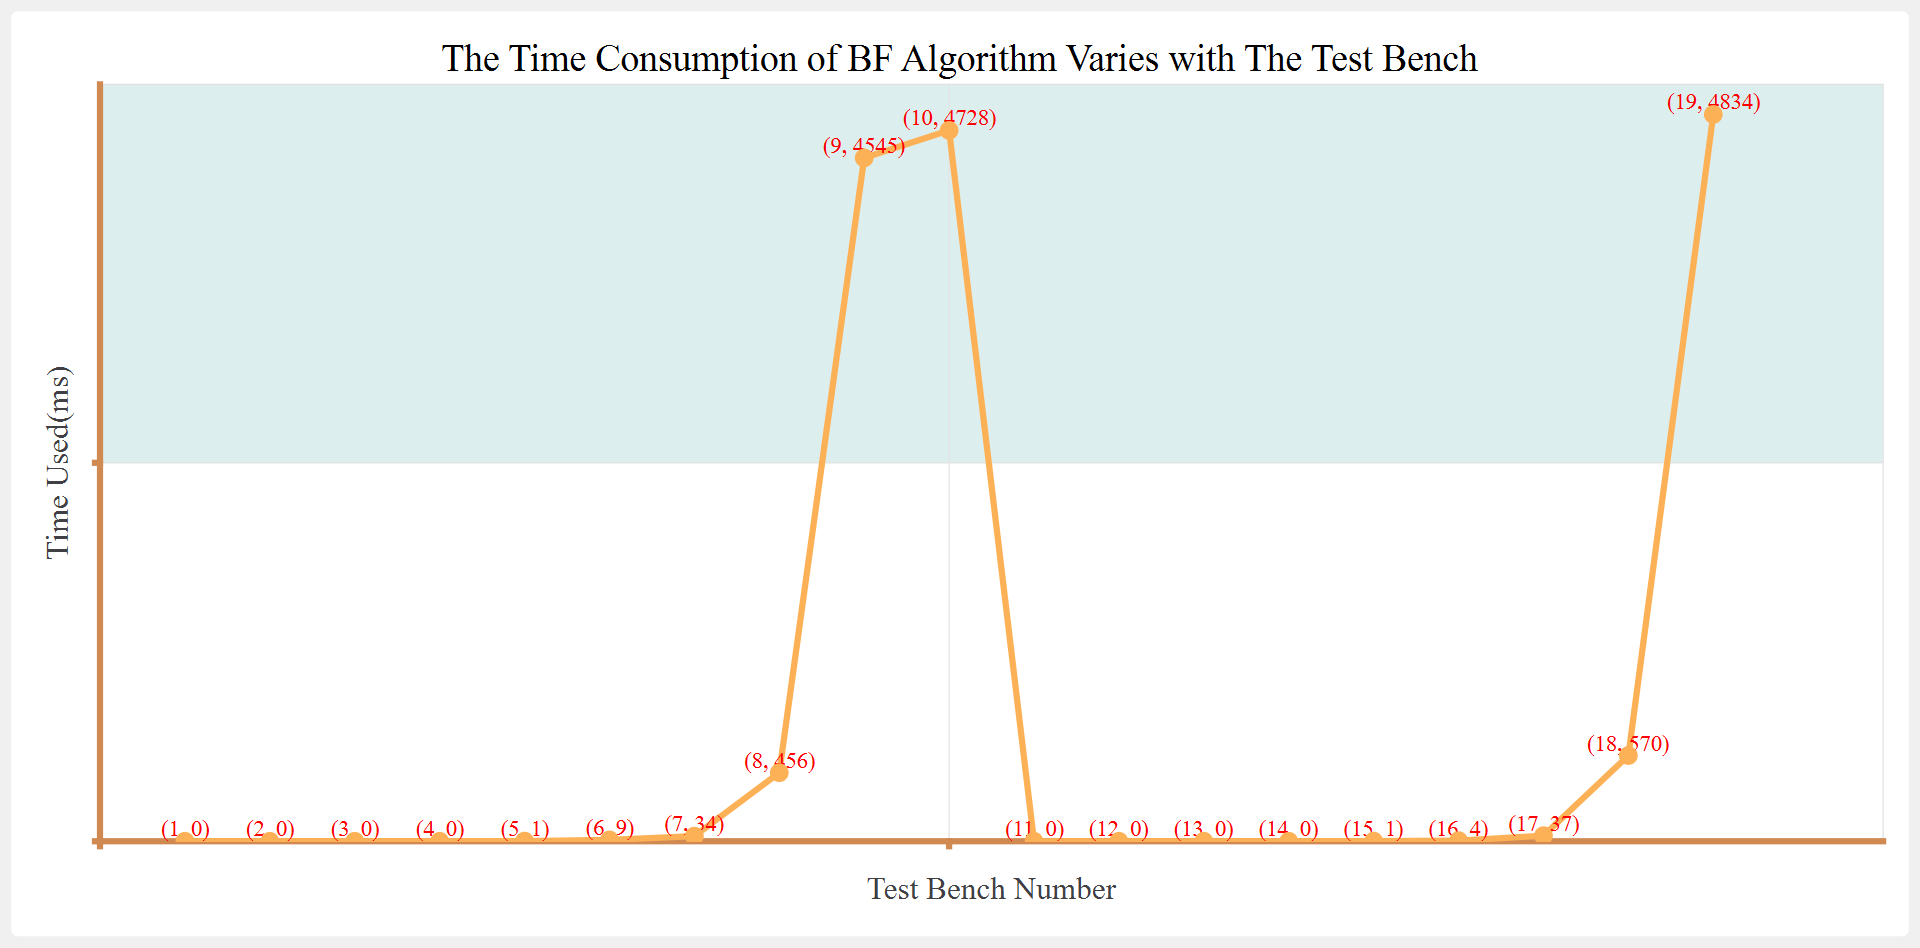 The Time Consumption of BF Algorithm Varies with The Test Bench
(19, 4834)
(10, 4728)
(9, 4545)
Time Used(ms)
(18, 570)
(8, 456)
(1, 0) (2, 0) (3, 0) (4, 0) (5, 1) (6, 9) (7, 34) (11, 0) (12, 0) (13, 0) (14, 0) (15, 1) (16, 4) (17, 37)
Test Bench Number